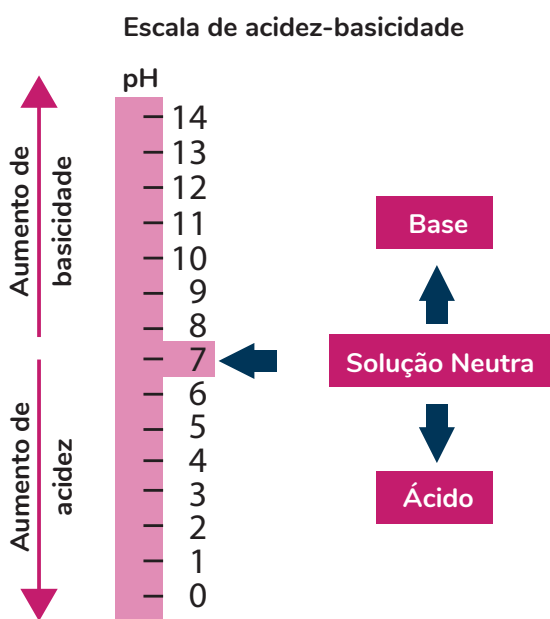 Escala de acidez-basicidade
pH
Aumento de
basicidade
Aumento de
acidez
14
13
12
11
10
9
8
7
6
5
4
3
2
1
0
Base
Solução Neutra
Ácido